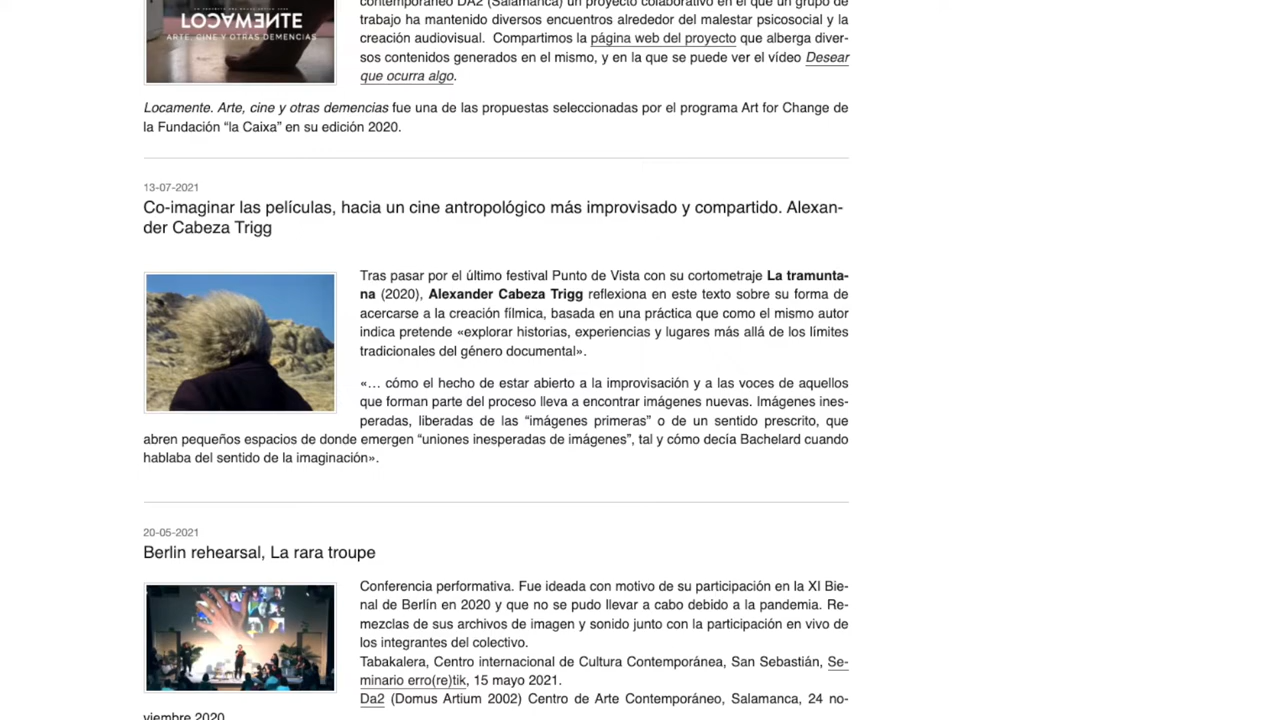 contemporáneo DA2 (Salamanca) un proyecto colaborativo en el que un grupo de
trabajo ha mantenido diversos encuentros alrededor del malestar psicosocial y la
creación audiovisual. Compartimos la página web del proyecto que alberga diver-
sos contenidos generados en el mismo, y en la que se puede ver el vídeo Desear
que ocurra algo.
LOCAMENTE
ARTE, CINE Y OTRAS DEMENCIAS
Locamente. Arte, cine y otras demencias fue una de las propuestas seleccionadas por el programa Art for Change de
la Fundación “la Caixa” en su edición 2020.
13-07-2021
Co-imaginar las películas, hacia un cine antropológico más improvisado y compartido. Alexan-
der Cabeza Trigg
Tras pasar por el último festival Punto de Vista con su cortometraje La tramunta-
na (2020), Alexander Cabeza Trigg reflexiona en este texto sobre su forma de
acercarse a la creación fílmica, basada en una práctica que como el mismo autor
indica pretende «explorar historias, experiencias y lugares más allá de los límites
tradicionales del género documental».
«… cómo el hecho de estar abierto a la improvisación y a las voces de aquellos
que forman parte del proceso lleva a encontrar imágenes nuevas. Imágenes ines-
peradas, liberadas de las “imágenes primeras” o de un sentido prescrito, que
abren pequeños espacios de donde emergen “uniones inesperadas de imágenes”, tal y cómo decía Bachelard cuando
hablaba del sentido de la imaginación».
20-05-2021
Berlin rehearsal, La rara troupe
Conferencia performativa. Fue ideada con motivo de su participación en la XI Bie-
nal de Berlín en 2020 y que no se pudo llevar a cabo debido a la pandemia. Re-
mezclas de sus archivos de imagen y sonido junto con la participación en vivo de
los integrantes del colectivo.
Tabakalera, Centro internacional de Cultura Contemporánea, San Sebastián, Se-
minario erro(re)tik, 15 mayo 2021.
Da2 (Domus Artium 2002) Centro de Arte Contemporáneo, Salamanca, 24 no-
viembre 2020